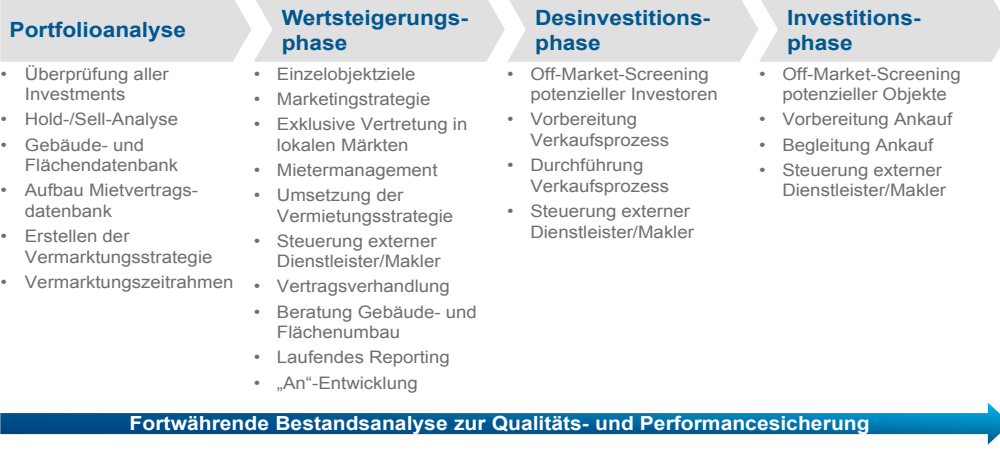 Portfolioanalyse
• Überprüfung aller
Investments
• Hold-/Sell-Analyse
• Gebäude- und
Flächendatenbank
• Aufbau Mietvertrags-
datenbank
• Erstellen der
Vermarktungsstrategie
• Vermarktungszeitrahmen
Wertsteigerungs-
phase
• Einzelobjektziele
• Marketingstrategie
• Exklusive Vertretung in
lokalen Märkten
• Mietermanagement
• Umsetzung der
Vermietungsstrategie
• Steuerung externer
Dienstleister/Makler
• Vertragsverhandlung
• Beratung Gebäude- und
Flächenumbau
• Laufendes Reporting
• „An“-Entwicklung
Desinvestitions-
phase
• Off-Market-Screening
potenzieller Investoren
• Vorbereitung
Verkaufsprozess
• Durchführung
Verkaufsprozess
• Steuerung externer
Dienstleister/Makler
Investitions-
phase
• Off-Market-Screening
potenzieller Objekte
• Vorbereitung Ankauf
• Begleitung Ankauf
• Steuerung externer
Dienstleister/Makler
Fortwährende Bestandsanalyse zur Qualitäts- und Performancesicherung